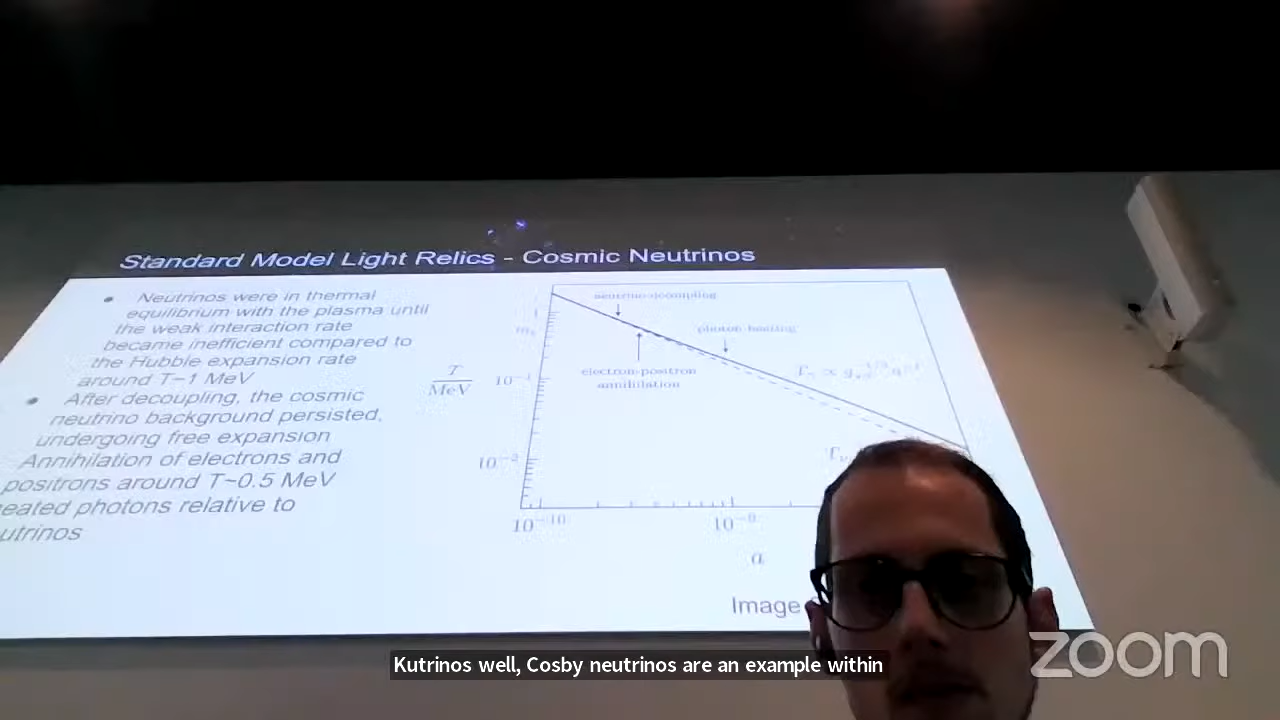 Standard Model Light Relics - Cosmic Neutrinos
• Neutrinos were in thermal
equilibrium with the plasma until
the weak interaction rate
became inefficient compared to
the Hubble expansion rate
around T~1 MeV
• After decoupling, the cosmic
neutrino background persisted,
undergoing free expansion
Annihilation of electrons and
positrons around T~0.5 MeV
eated photons relative to
utrinos
neutrino decoupling
photon heating
electron-positron
annihilation
T
MeV
1
mₑ
10⁻¹
10⁻²
10⁻¹⁰
10⁻⁹
a
Image
Kutrinos well, Cosby neutrinos are an example within
zoom